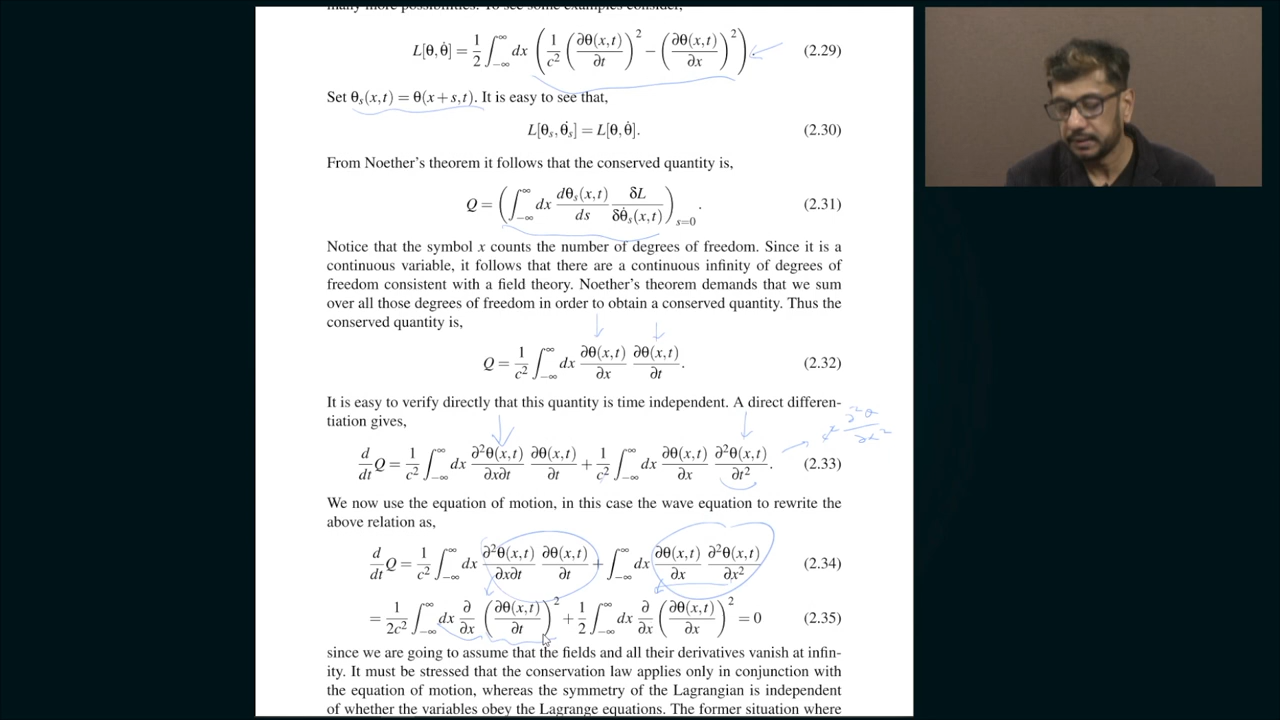 many more possibilities. To see some examples consider,
L[θ,θ̇] = 1/2 ∫_{−∞}^{∞} dx ( 1/c² ( ∂θ(x,t)/∂t )² − ( ∂θ(x,t)/∂x )² ). (2.29)
Set θ_s(x,t) = θ(x+s,t). It is easy to see that,
L[θ_s,θ̇_s] = L[θ,θ̇]. (2.30)
From Noether's theorem it follows that the conserved quantity is,
Q = ( ∫_{−∞}^{∞} dx dθ_s(x,t)/ds δL/δθ̇_s(x,t) )_{s=0} . (2.31)
Notice that the symbol x counts the number of degrees of freedom. Since it is a
continuous variable, it follows that there are a continuous infinity of degrees of
freedom consistent with a field theory. Noether's theorem demands that we sum
over all those degrees of freedom in order to obtain a conserved quantity. Thus the
conserved quantity is,
Q = 1/c² ∫_{−∞}^{∞} dx ∂θ(x,t)/∂x ∂θ(x,t)/∂t . (2.32)
It is easy to verify directly that this quantity is time independent. A direct differen-
tiation gives,
d/dt Q = 1/c² ∫_{−∞}^{∞} dx ∂²θ(x,t)/∂x∂t ∂θ(x,t)/∂t + 1/c² ∫_{−∞}^{∞} dx ∂θ(x,t)/∂x ∂²θ(x,t)/∂t² . (2.33)
We now use the equation of motion, in this case the wave equation to rewrite the
above relation as,
d/dt Q = 1/c² ∫_{−∞}^{∞} dx ∂²θ(x,t)/∂x∂t ∂θ(x,t)/∂t + ∫_{−∞}^{∞} dx ∂θ(x,t)/∂x ∂²θ(x,t)/∂x² (2.34)
= 1/2c² ∫_{−∞}^{∞} dx ∂/∂x ( ∂θ(x,t)/∂t )² + 1/2 ∫_{−∞}^{∞} dx ∂/∂x ( ∂θ(x,t)/∂x )² = 0 (2.35)
since we are going to assume that the fields and all their derivatives vanish at infin-
ity. It must be stressed that the conservation law applies only in conjunction with
the equation of motion, whereas the symmetry of the Lagrangian is independent
of whether the variables obey the Lagrange equations. The former situation where